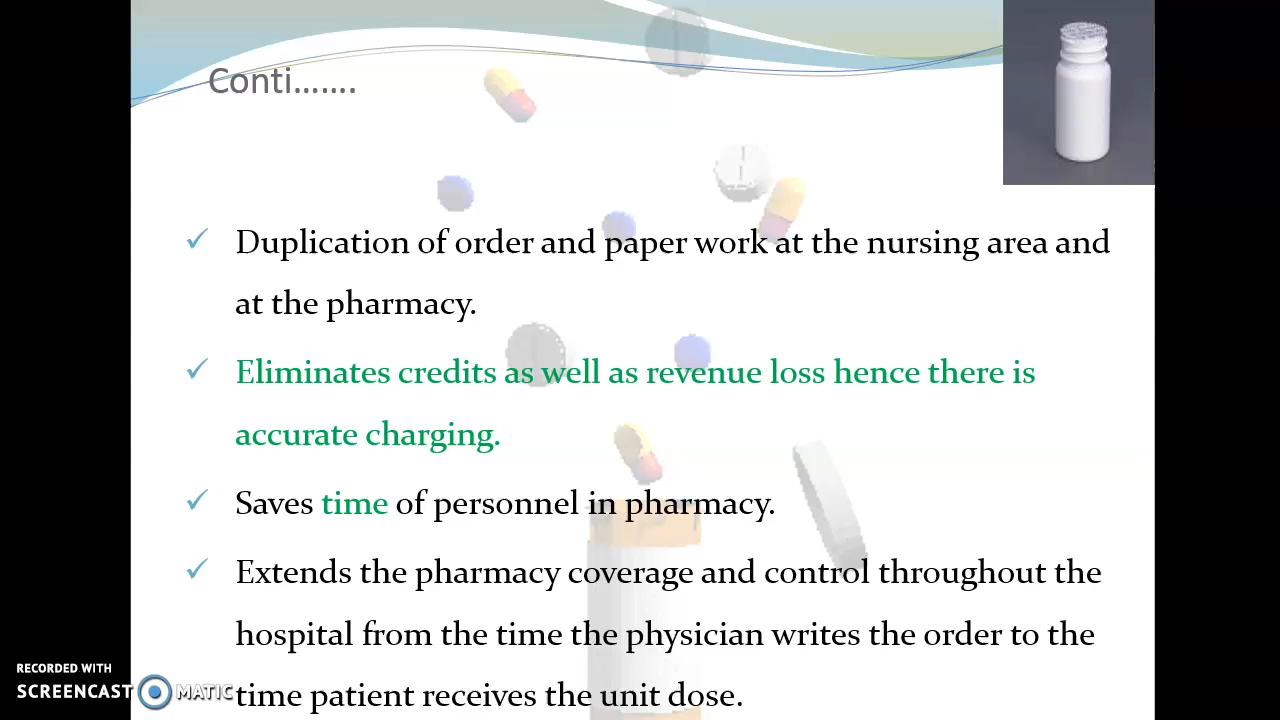 Conti…….
✓ Duplication of order and paper work at the nursing area and
at the pharmacy.
✓ Eliminates credits as well as revenue loss hence there is
accurate charging.
✓ Saves time of personnel in pharmacy.
✓ Extends the pharmacy coverage and control throughout the
hospital from the time the physician writes the order to the
time patient receives the unit dose.
RECORDED WITH
SCREENCAST MATIC